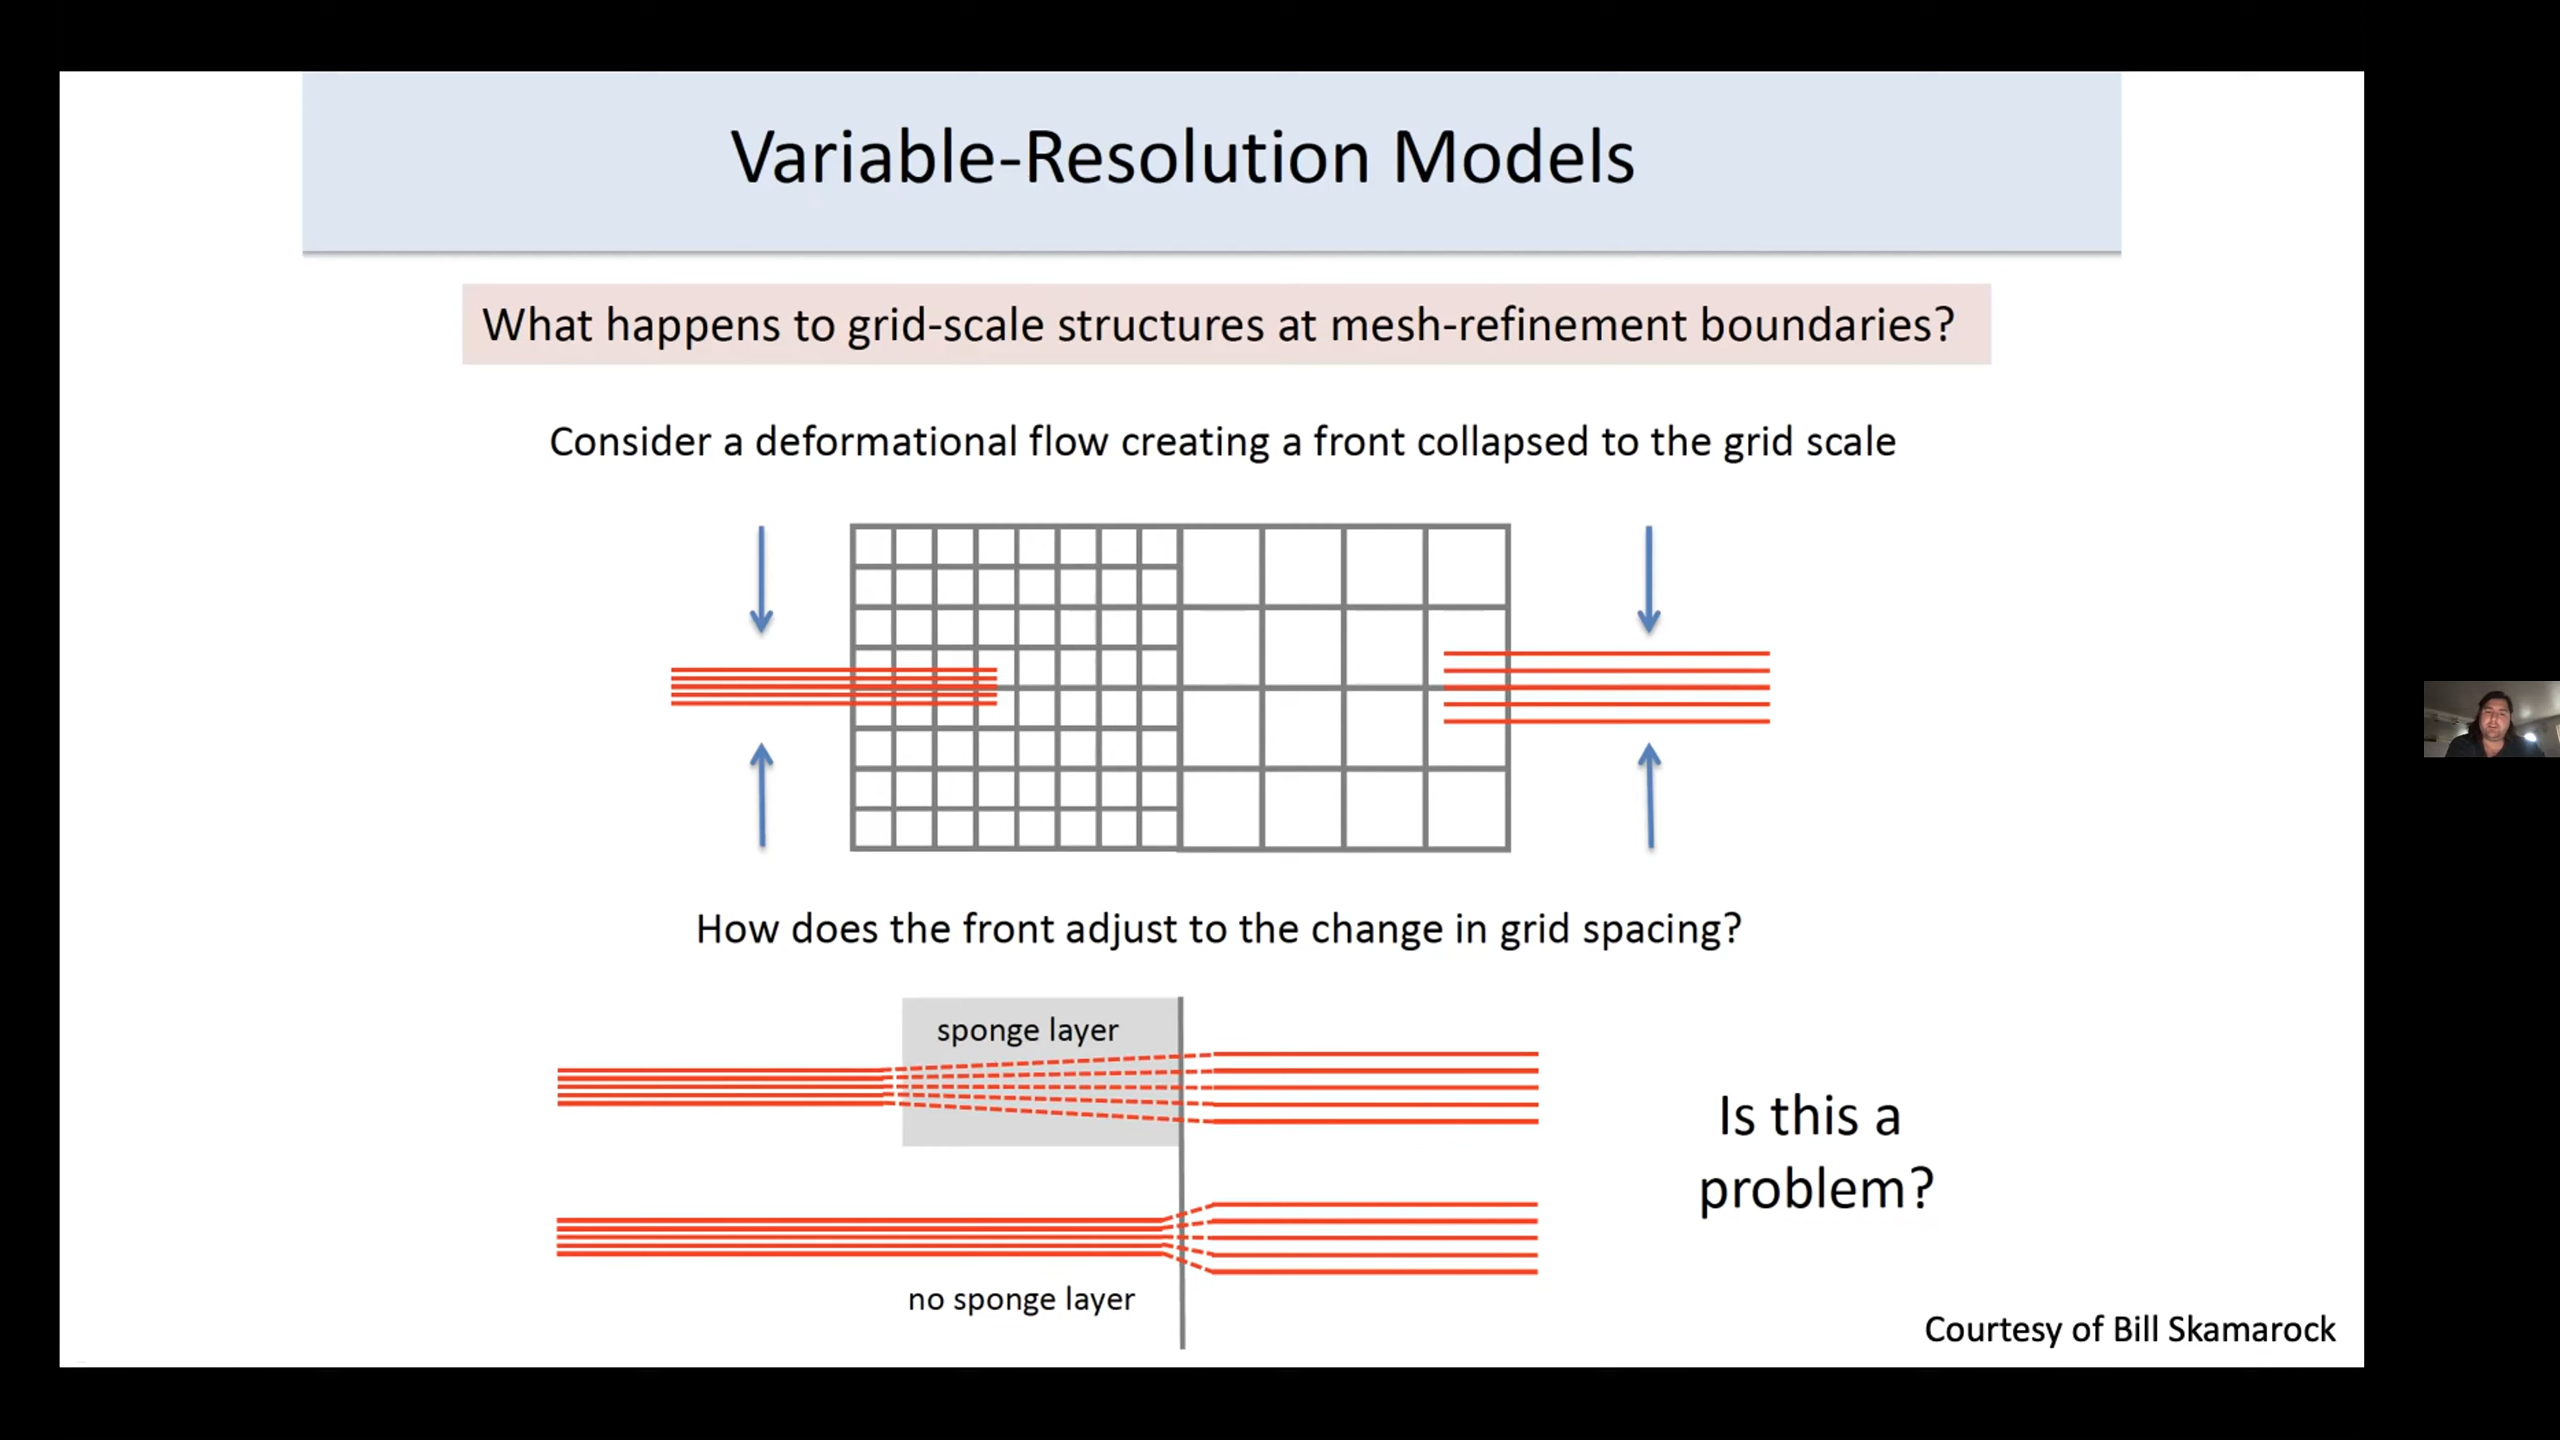 Variable-Resolution Models
What happens to grid-scale structures at mesh-refinement boundaries?
Consider a deformational flow creating a front collapsed to the grid scale
How does the front adjust to the change in grid spacing?
sponge layer
Is this a
problem?
no sponge layer
Courtesy of Bill Skamarock